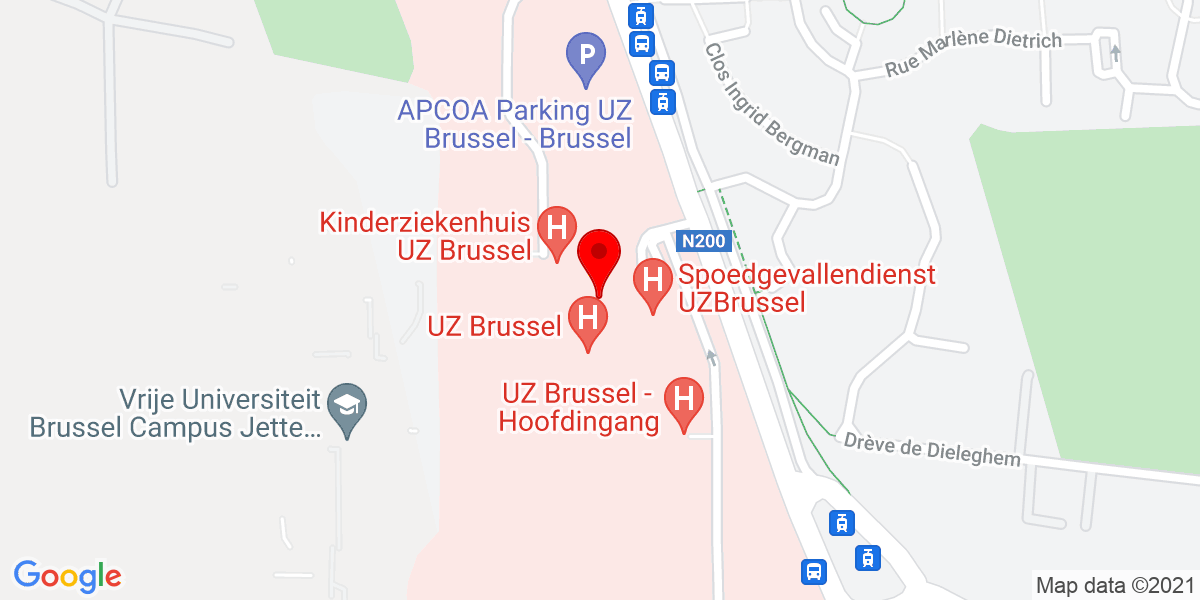 Rue Marlène Dietrich
Clos Ingrid Bergman
P
APCOA Parking UZ
Brussel - Brussel
Kinderziekenhuis
UZ Brussel
H
N200
H
Spoedgevallendienst
UZBrussel
UZ Brussel
H
UZ Brussel -
Hoofdingang
H
Vrije Universiteit
Brussel Campus Jette...
Drève de Dieleghem
Google
Map data ©2021